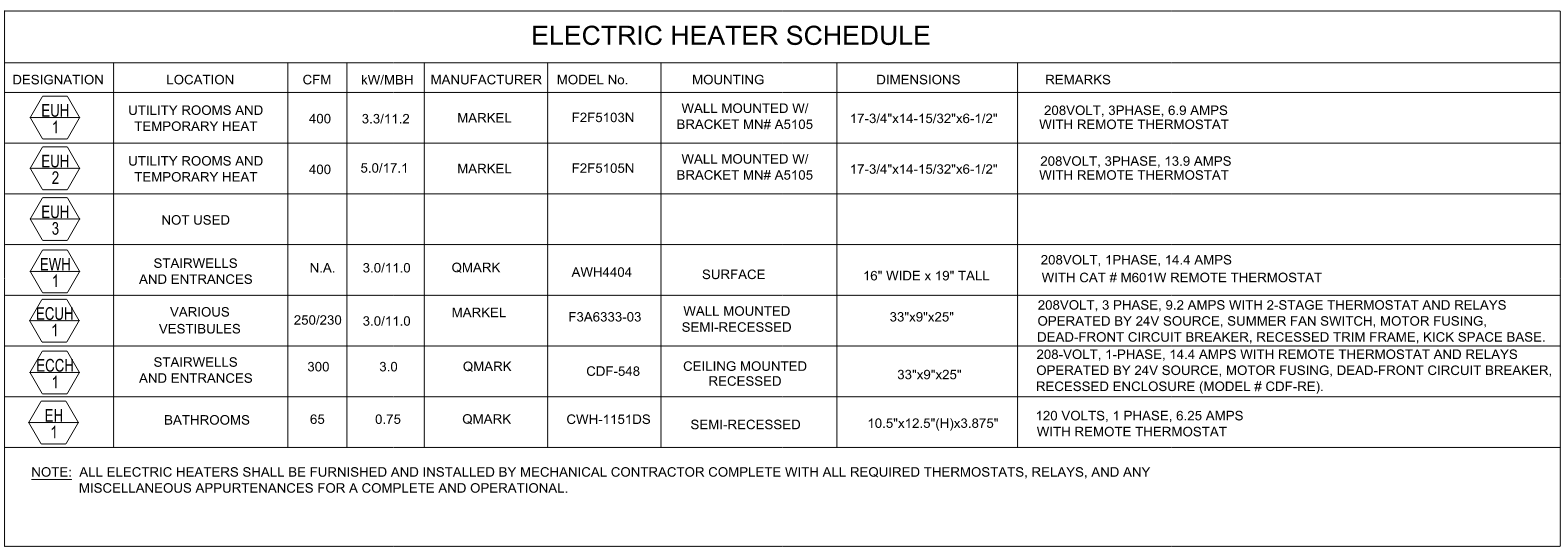 ELECTRIC HEATER SCHEDULE
DESIGNATION LOCATION CFM kW/MBH MANUFACTURER MODEL No. MOUNTING DIMENSIONS REMARKS
EUH UTILITY ROOMS AND WALL MOUNTED W/ 208VOLT, 3PHASE, 6.9 AMPS
400 3.3/11.2 MARKEL F2F5103N 17-3/4"x14-15/32"x6-1/2"
1 TEMPORARY HEAT BRACKET MN# A5105 WITH REMOTE THERMOSTAT
EUH UTILITY ROOMS AND WALL MOUNTED W/ 208VOLT, 3PHASE, 13.9 AMPS
400 5.0/17.1 MARKEL F2F5105N 17-3/4"x14-15/32"x6-1/2"
2 TEMPORARY HEAT BRACKET MN# A5105 WITH REMOTE THERMOSTAT
EUH
NOT USED
3
EWH STAIRWELLS N.A. 3.0/11.0 QMARK 208VOLT, 1PHASE, 14.4 AMPS
AWH4404 SURFACE 16" WIDE x 19" TALL
1 AND ENTRANCES WITH CAT # M601W REMOTE THERMOSTAT
ECUH VARIOUS MARKEL WALL MOUNTED 208VOLT, 3 PHASE, 9.2 AMPS WITH 2-STAGE THERMOSTAT AND RELAYS
250/230 3.0/11.0 F3A6333-03 33"x9"x25" OPERATED BY 24V SOURCE, SUMMER FAN SWITCH, MOTOR FUSING,
1 VESTIBULES SEMI-RECESSED DEAD-FRONT CIRCUIT BREAKER, RECESSED TRIM FRAME, KICK SPACE BASE.
ECCH STAIRWELLS 300 3.0 QMARK CEILING MOUNTED 208-VOLT, 1-PHASE, 14.4 AMPS WITH REMOTE THERMOSTAT AND RELAYS
CDF-548 33"x9"x25" OPERATED BY 24V SOURCE, MOTOR FUSING, DEAD-FRONT CIRCUIT BREAKER,
1 AND ENTRANCES RECESSED RECESSED ENCLOSURE (MODEL # CDF-RE).
EH BATHROOMS 65 0.75 QMARK CWH-1151DS 120 VOLTS, 1 PHASE, 6.25 AMPS
SEMI-RECESSED 10.5"x12.5"(H)x3.875"
1 WITH REMOTE THERMOSTAT
NOTE: ALL ELECTRIC HEATERS SHALL BE FURNISHED AND INSTALLED BY MECHANICAL CONTRACTOR COMPLETE WITH ALL REQUIRED THERMOSTATS, RELAYS, AND ANY
MISCELLANEOUS APPURTENANCES FOR A COMPLETE AND OPERATIONAL.